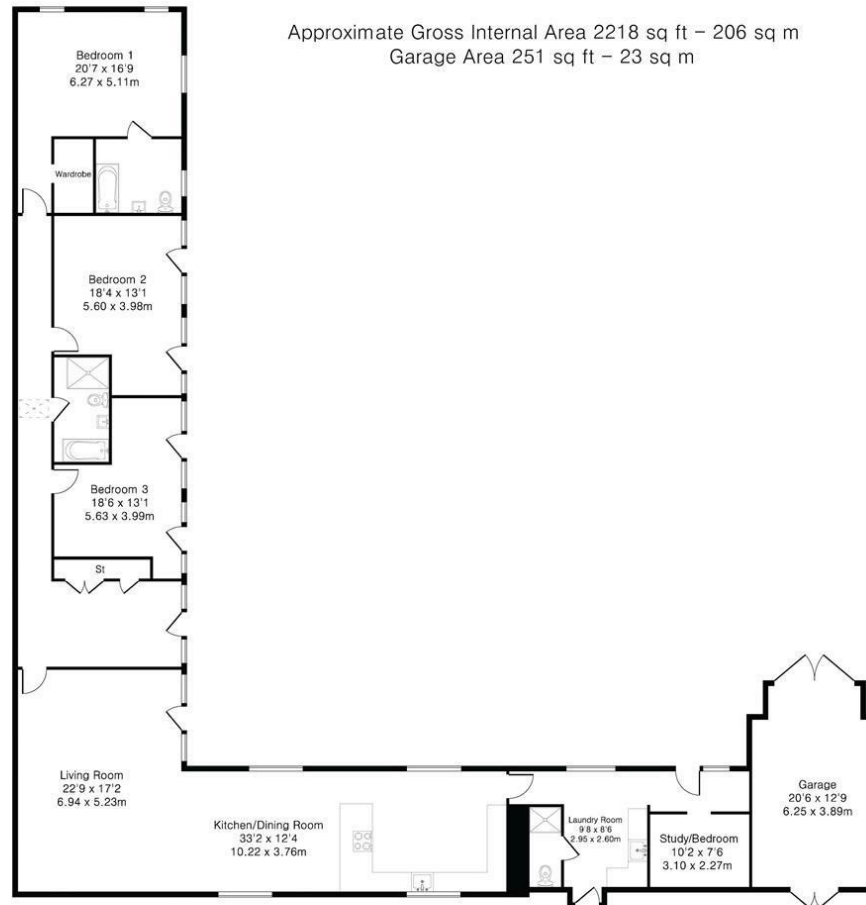 Approximate Gross Internal Area 2218 sq ft - 206 sq m
Garage Area 251 sq ft - 23 sq m
Bedroom 1
20'7 x 16'9
6.27 x 5.11m
Wardrobe
Bedroom 2
18'4 x 13'1
5.60 x 3.98m
Bedroom 3
18'6 x 13'1
5.63 x 3.99m
St
Living Room
22'9 x 17'2
6.94 x 5.23m
Kitchen/Dining Room
33'2 x 12'4
10.22 x 3.76m
Laundry Room
9'8 x 8'6
2.95 x 2.60m
Study/Bedroom
10'2 x 7'6
3.10 x 2.27m
Garage
20'6 x 12'9
6.25 x 3.89m